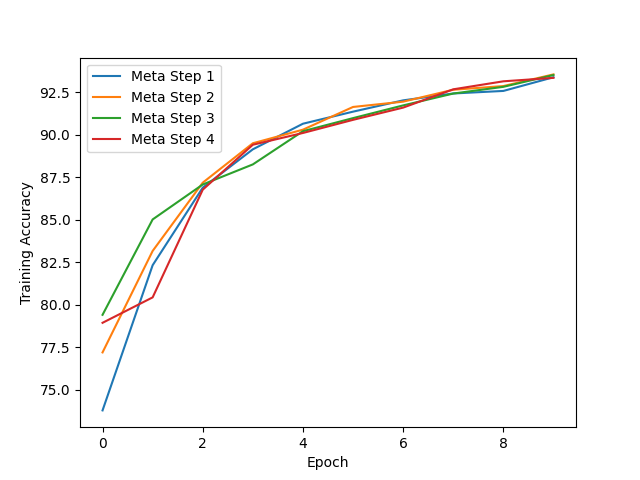 Meta Step 1
Meta Step 2
Meta Step 3
Meta Step 4
92.5
90.0
87.5
85.0
82.5
80.0
77.5
75.0
Training Accuracy
0 2 4 6 8
Epoch